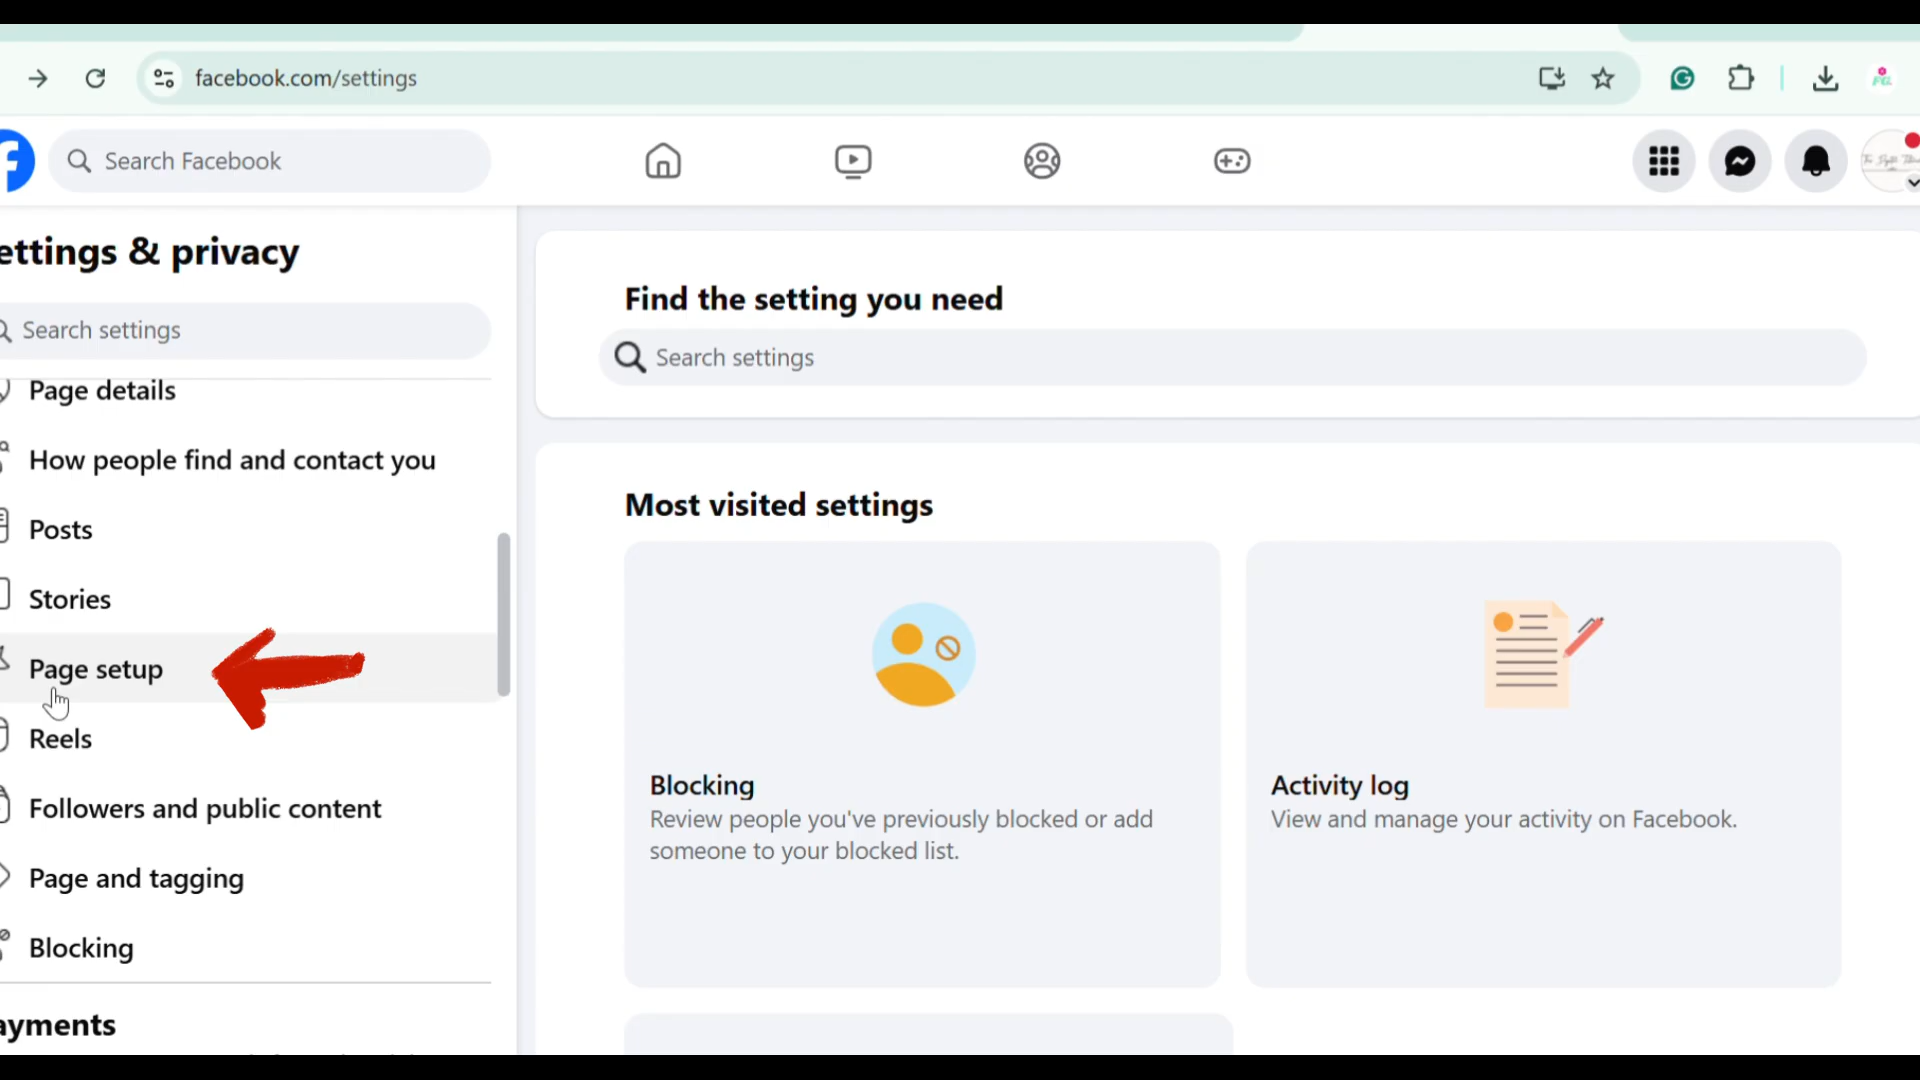 facebook.com/settings
Search Facebook
ettings & privacy
Search settings
Page details
How people find and contact you
Posts
Stories
Page setup
Reels
Followers and public content
Page and tagging
Blocking
ayments
Find the setting you need
Search settings
Most visited settings
Blocking
Review people you've previously blocked or add
someone to your blocked list.
Activity log
View and manage your activity on Facebook.